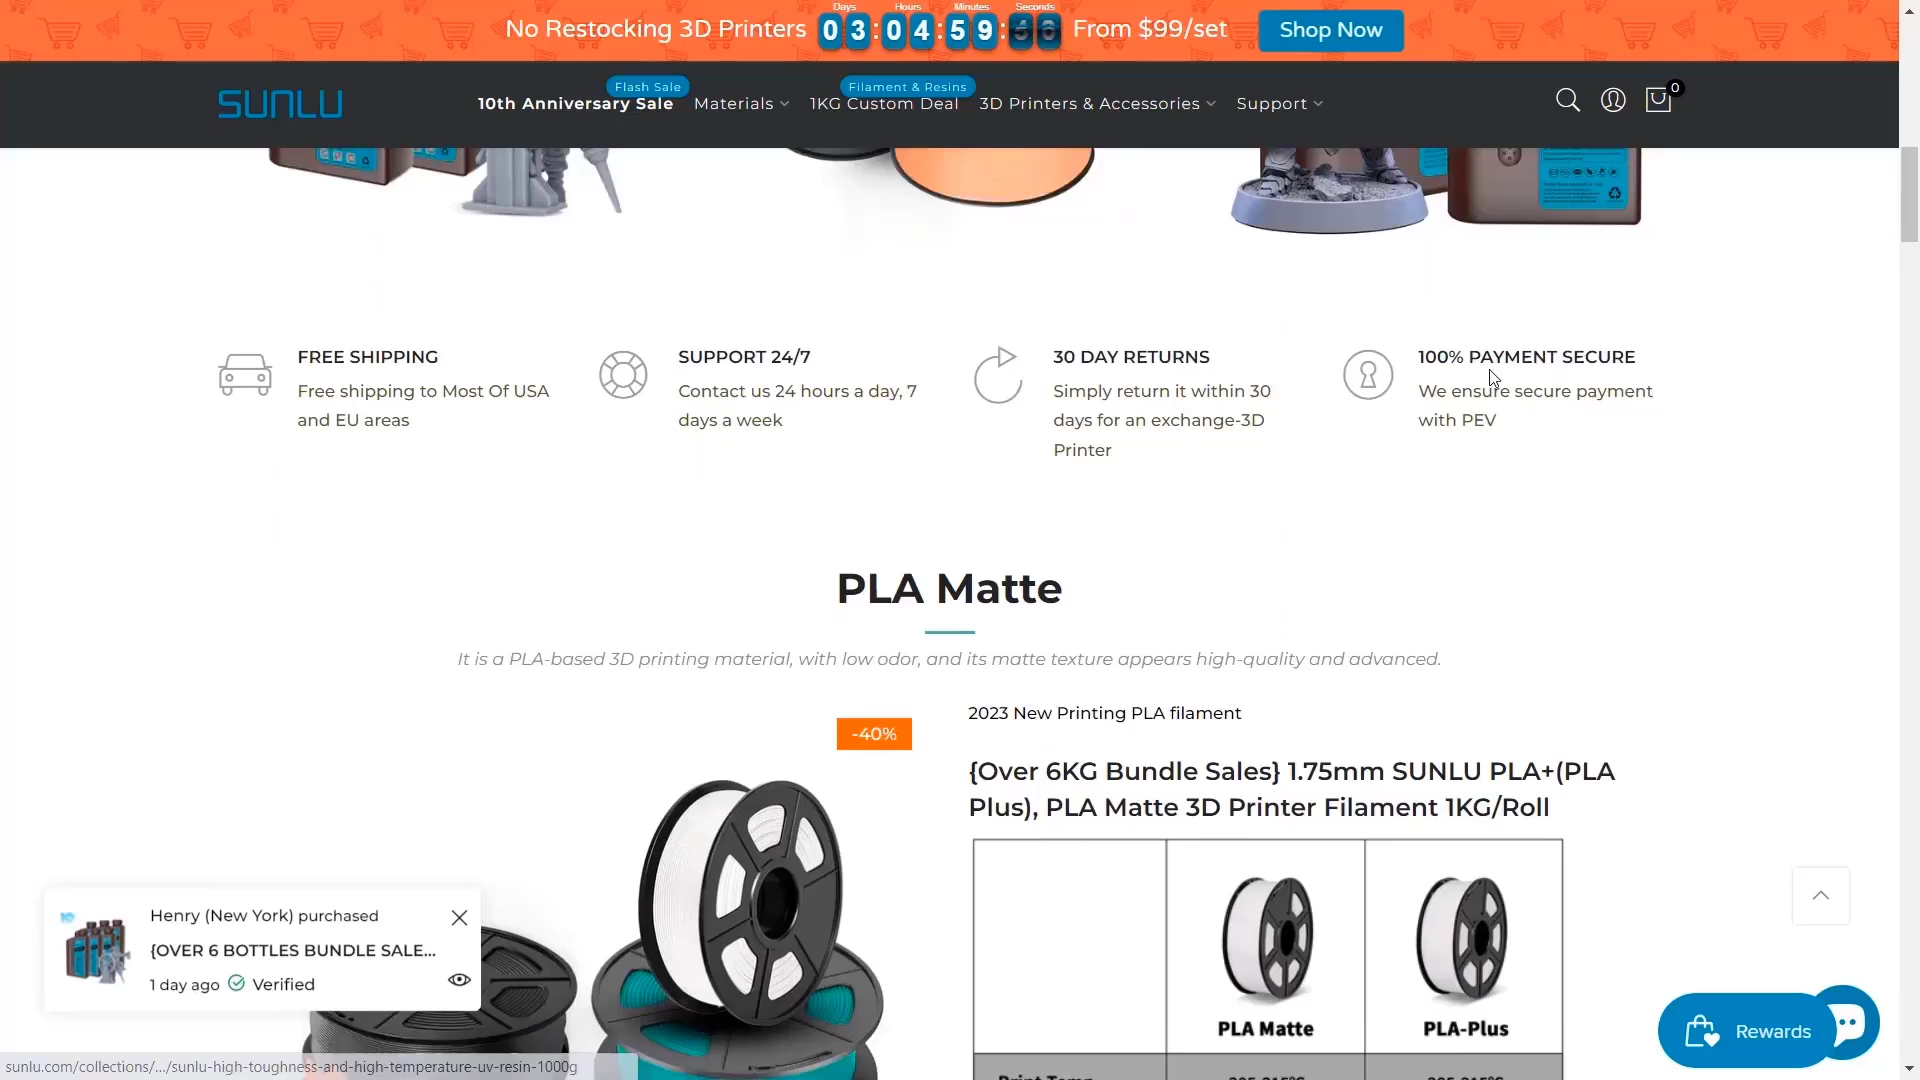 Days Hours Minutes Seconds
No Restocking 3D Printers 03:04:59: From $99/set Shop Now
Flash Sale Filament & Resins
SUNLU 10th Anniversary Sale Materials 1KG Custom Deal 3D Printers & Accessories Support 0
FREE SHIPPING
Free shipping to Most Of USA
and EU areas
SUPPORT 24/7
Contact us 24 hours a day, 7
days a week
30 DAY RETURNS
Simply return it within 30
days for an exchange-3D
Printer
100% PAYMENT SECURE
We ensure secure payment
with PEV
PLA Matte
It is a PLA-based 3D printing material, with low odor, and its matte texture appears high-quality and advanced.
-40%
2023 New Printing PLA filament
{Over 6KG Bundle Sales} 1.75mm SUNLU PLA+(PLA
Plus), PLA Matte 3D Printer Filament 1KG/Roll
PLA Matte PLA-Plus
Henry (New York) purchased
{OVER 6 BOTTLES BUNDLE SALE...
1 day ago Verified
Rewards
sunlu.com/collections/.../sunlu-high-toughness-and-high-temperature-uv-resin-1000g